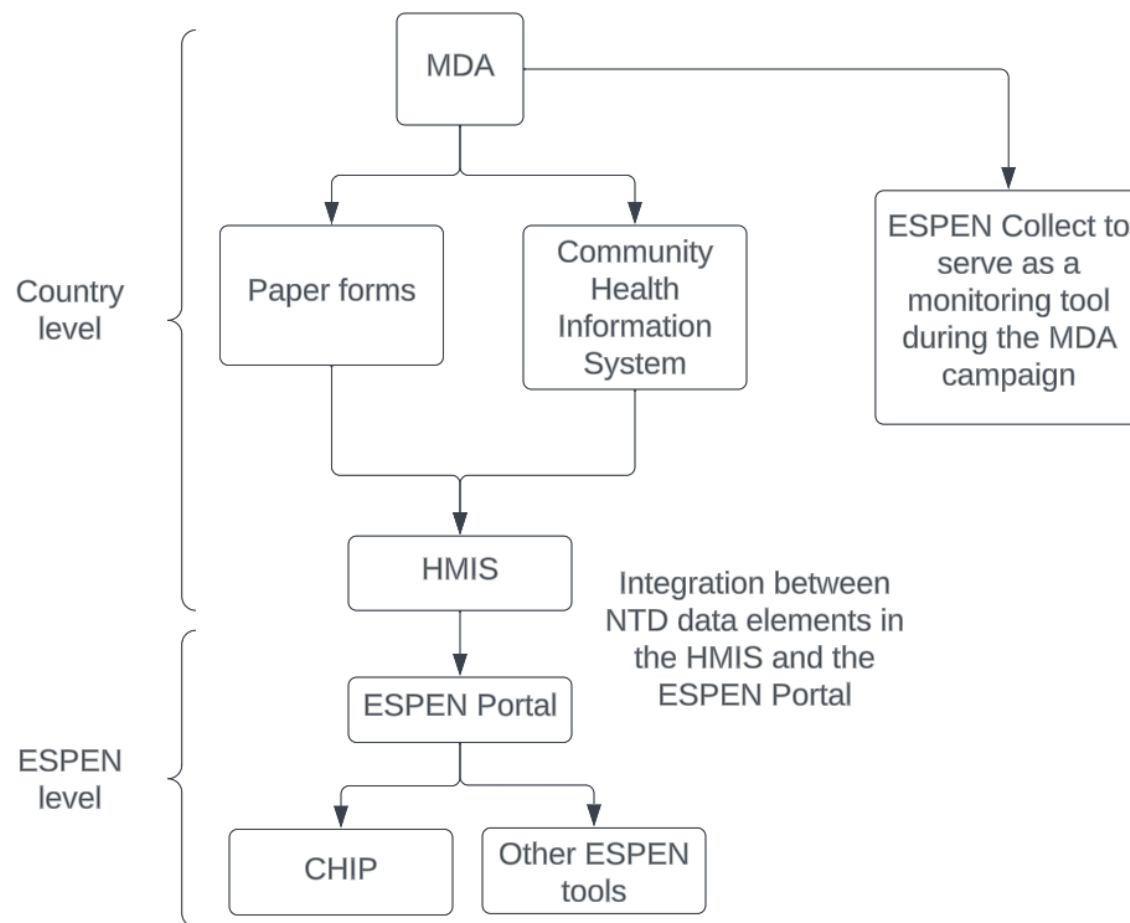 MDA
Country
level
Paper forms
Community
Health
Information
System
ESPEN Collect to
serve as a
monitoring tool
during the MDA
campaign
HMIS
Integration between
NTD data elements in
the HMIS and the
ESPEN Portal
ESPEN Portal
ESPEN
level
CHIP
Other ESPEN
tools